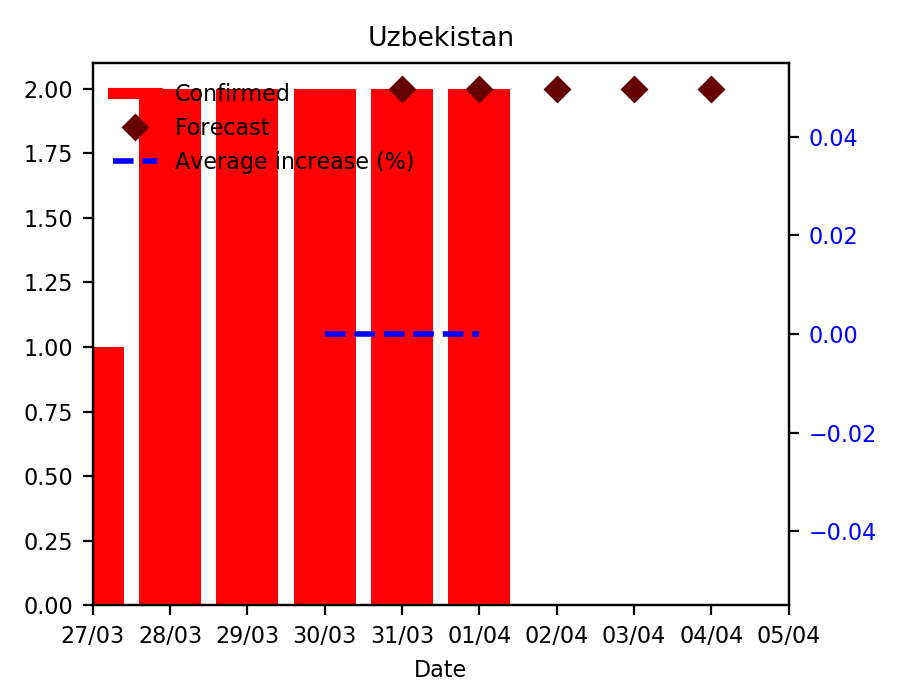 Uzbekistan
Confirmed
Forecast
Average increase (%)
2.00
1.75
1.50
1.25
1.00
0.75
0.50
0.25
0.00
0.04
0.02
0.00
−0.02
−0.04
27/03 28/03 29/03 30/03 31/03 01/04 02/04 03/04 04/04 05/04
Date